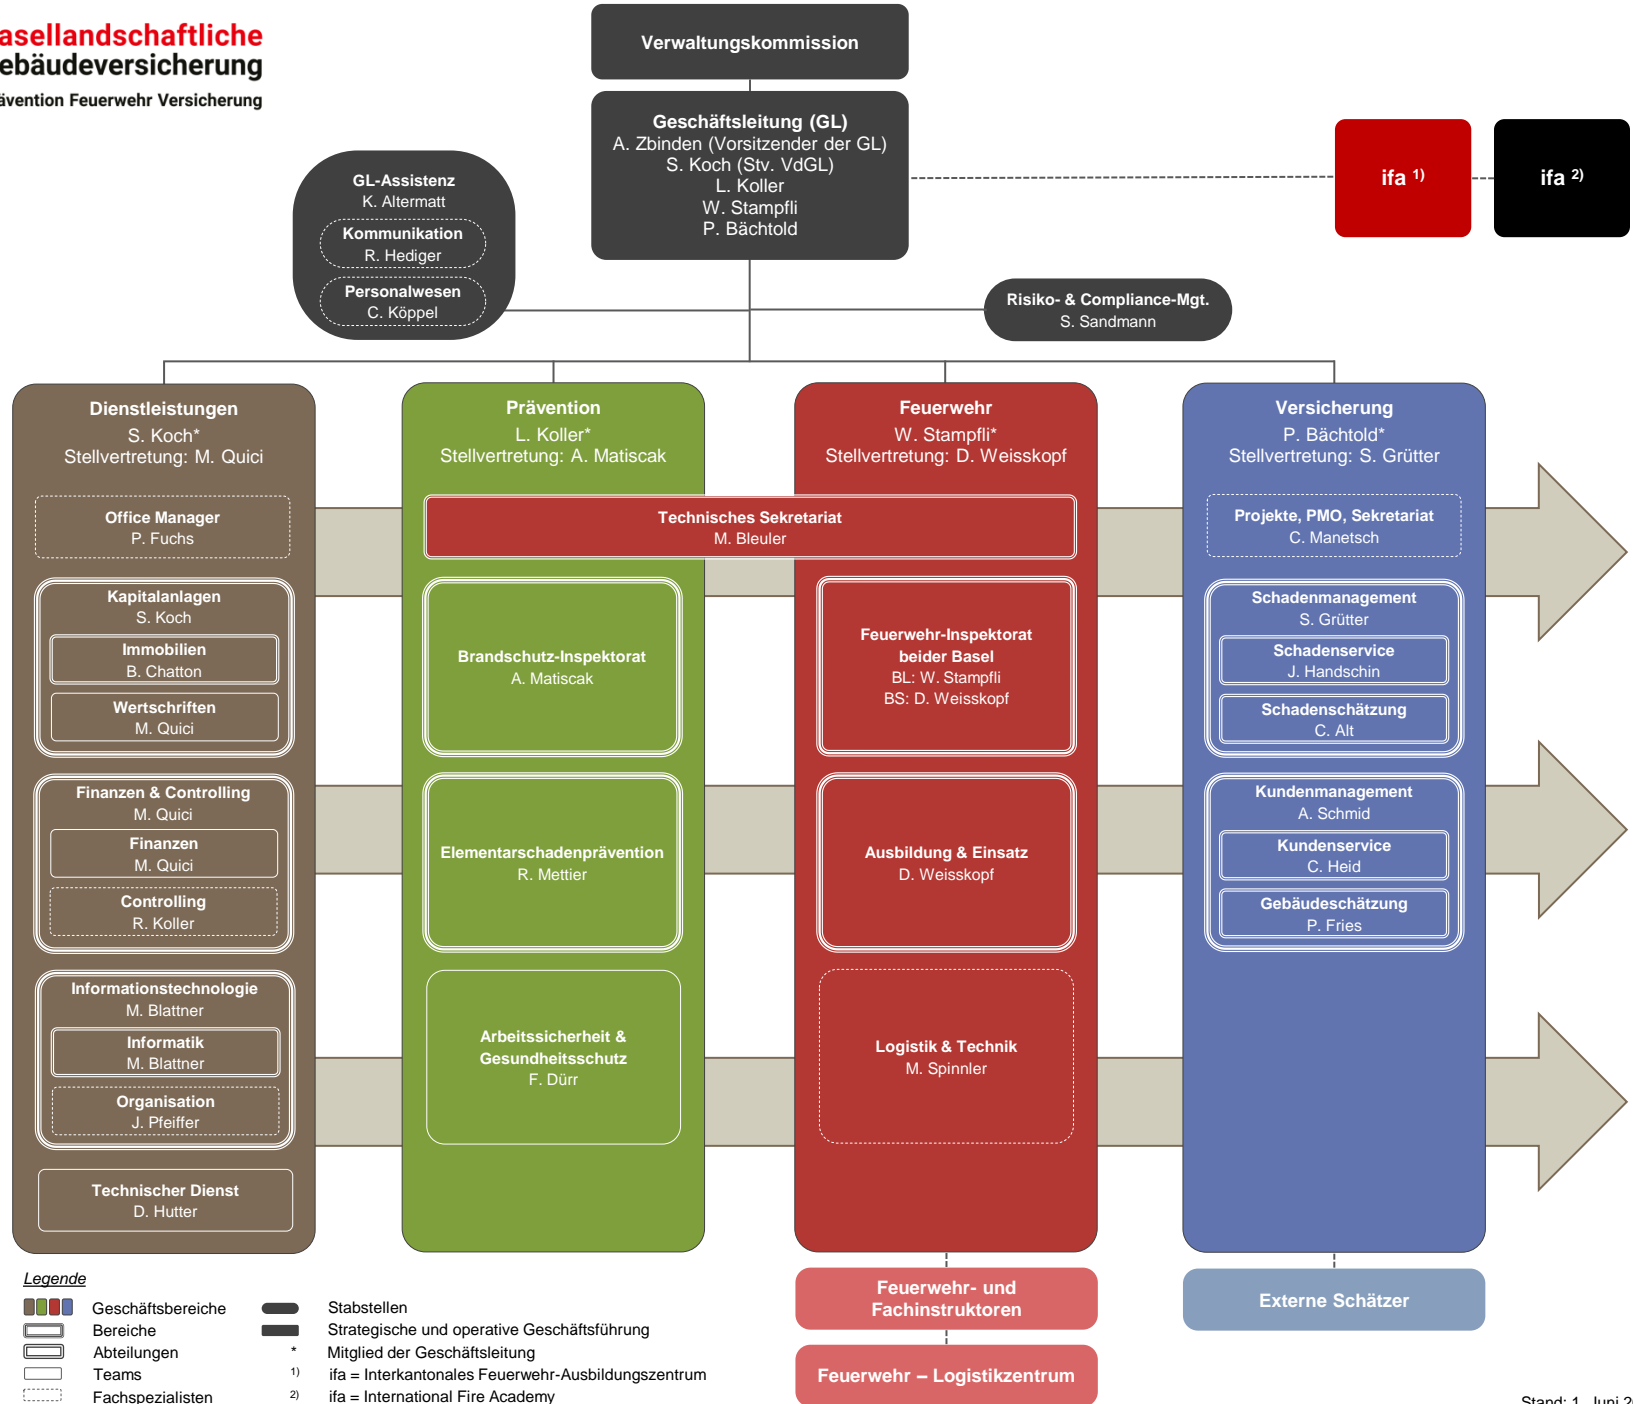 asellandschaftliche
ebäudeversicherung
ävention Feuerwehr Versicherung
Verwaltungskommission
Geschäftsleitung (GL)
A. Zbinden (Vorsitzender der GL)
S. Koch (Stv. VdGL)
L. Koller
W. Stampfli
P. Bächtold
ifa 1)
ifa 2)
GL-Assistenz
K. Altermatt
Kommunikation
R. Hediger
Personalwesen
C. Köppel
Risiko- & Compliance-Mgt.
S. Sandmann
Dienstleistungen
S. Koch*
Stellvertretung: M. Quici
Office Manager
P. Fuchs
Kapitalanlagen
S. Koch
Immobilien
B. Chatton
Wertschriften
M. Quici
Finanzen & Controlling
M. Quici
Finanzen
M. Quici
Controlling
R. Koller
Informationstechnologie
M. Blattner
Informatik
M. Blattner
Organisation
J. Pfeiffer
Technischer Dienst
D. Hutter
Prävention
L. Koller*
Stellvertretung: A. Matiscak
Technisches Sekretariat
M. Bleuler
Brandschutz-Inspektorat
A. Matiscak
Elementarschadenprävention
R. Mettier
Arbeitssicherheit &
Gesundheitsschutz
F. Dürr
Feuerwehr
W. Stampfli*
Stellvertretung: D. Weisskopf
Feuerwehr-Inspektorat
beider Basel
BL: W. Stampfli
BS: D. Weisskopf
Ausbildung & Einsatz
D. Weisskopf
Logistik & Technik
M. Spinnler
Feuerwehr- und
Fachinstruktoren
Feuerwehr – Logistikzentrum
Versicherung
P. Bächtold*
Stellvertretung: S. Grütter
Projekte, PMO, Sekretariat
C. Manetsch
Schadenmanagement
S. Grütter
Schadenservice
J. Handschin
Schadenschätzung
C. Alt
Kundenmanagement
A. Schmid
Kundenservice
C. Heid
Gebäudeschätzung
P. Fries
Externe Schätzer
Legende
Geschäftsbereiche
Bereiche
Abteilungen
Teams
Fachspezialisten
Stabstellen
Strategische und operative Geschäftsführung
* Mitglied der Geschäftsleitung
1) ifa = Interkantonales Feuerwehr-Ausbildungszentrum
2) ifa = International Fire Academy
Stand: 1. Juni